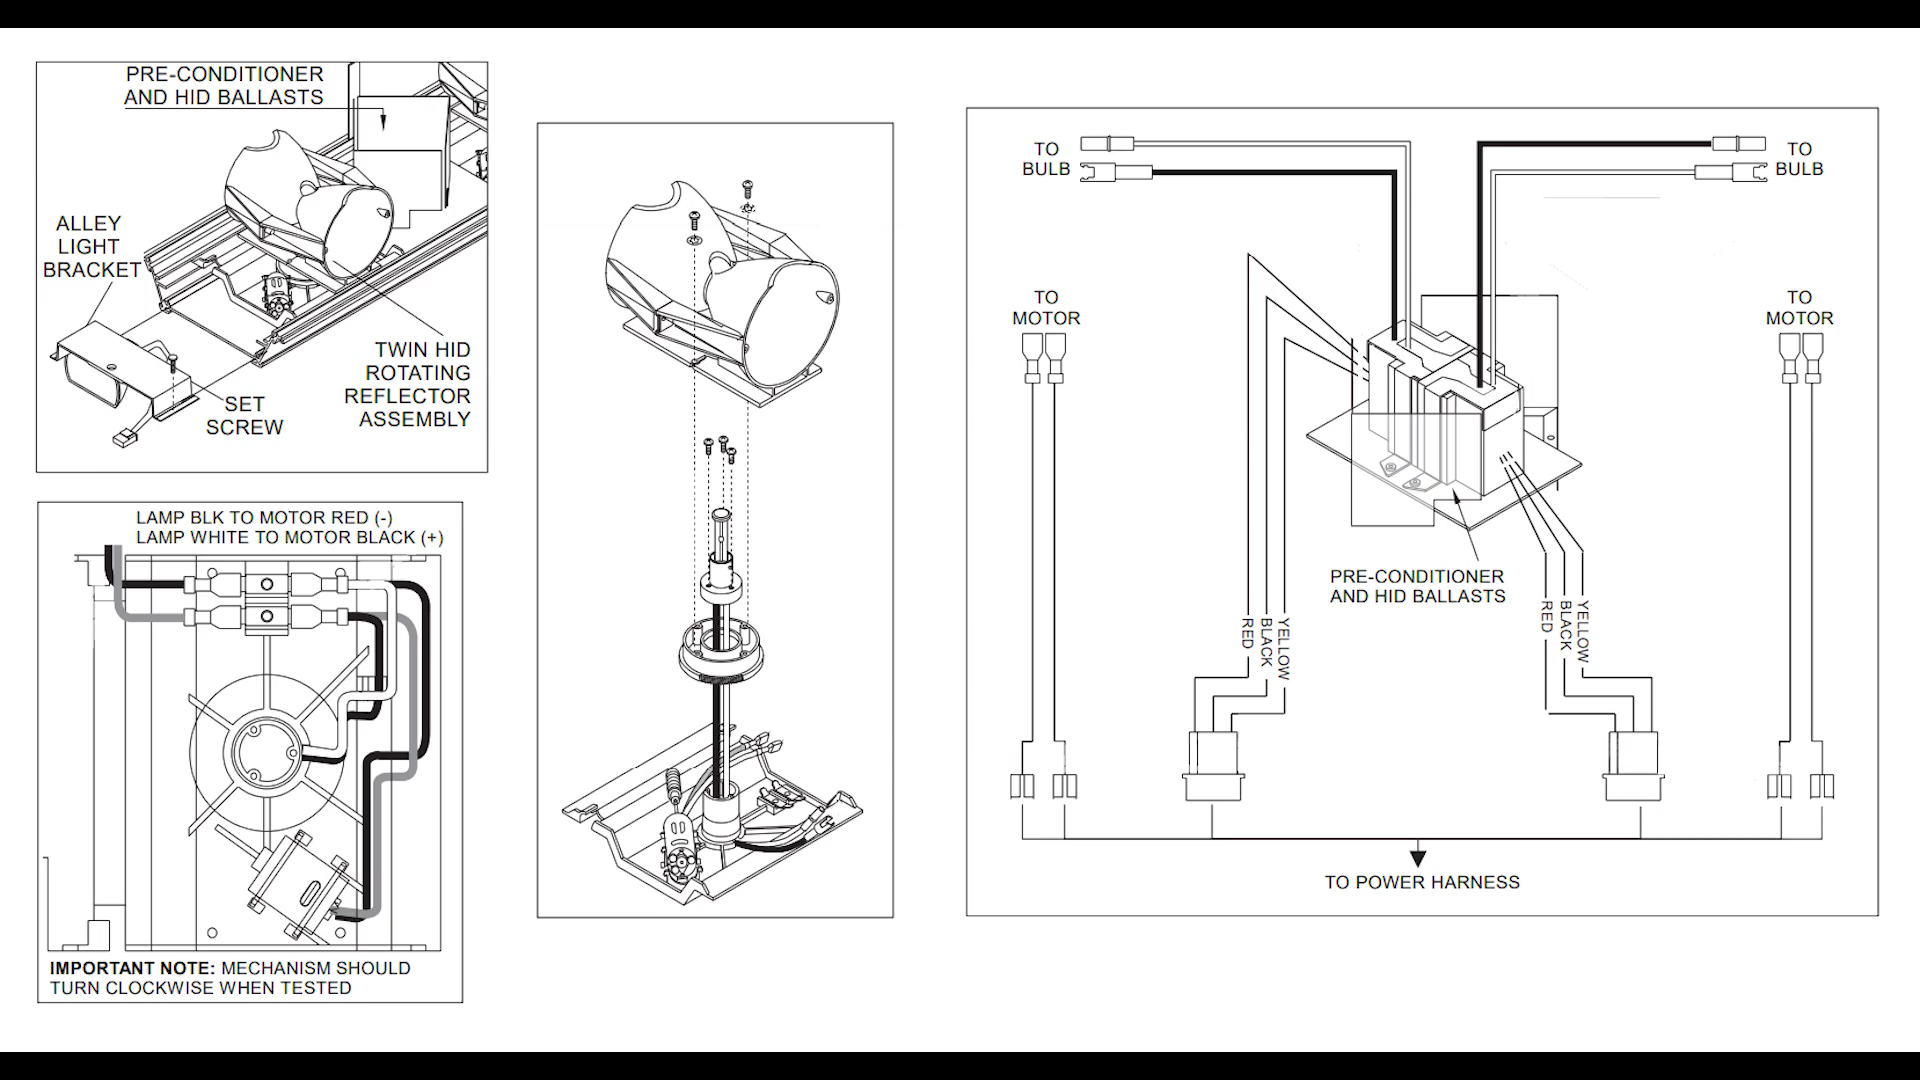 PRE-CONDITIONER
AND HID BALLASTS
ALLEY
LIGHT
BRACKET
TWIN HID
ROTATING
REFLECTOR
ASSEMBLY
SET
SCREW
LAMP BLK TO MOTOR RED (-)
LAMP WHITE TO MOTOR BLACK (+)
IMPORTANT NOTE: MECHANISM SHOULD
TURN CLOCKWISE WHEN TESTED
TO
BULB
TO
BULB
TO
MOTOR
TO
MOTOR
PRE-CONDITIONER
AND HID BALLASTS
RED
BLACK
YELLOW
RED
BLACK
YELLOW
TO POWER HARNESS